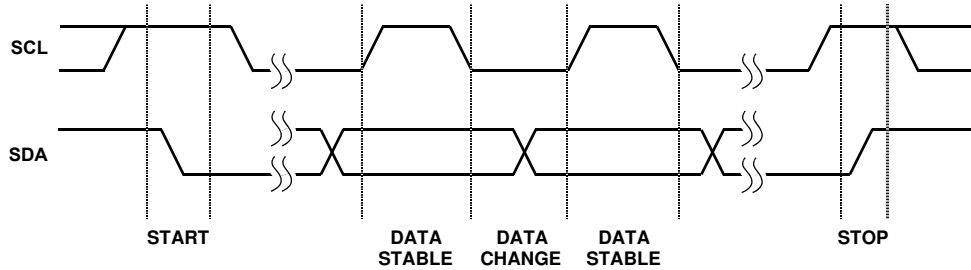 SCL
SDA
START
DATA STABLE
DATA CHANGE
DATA STABLE
STOP